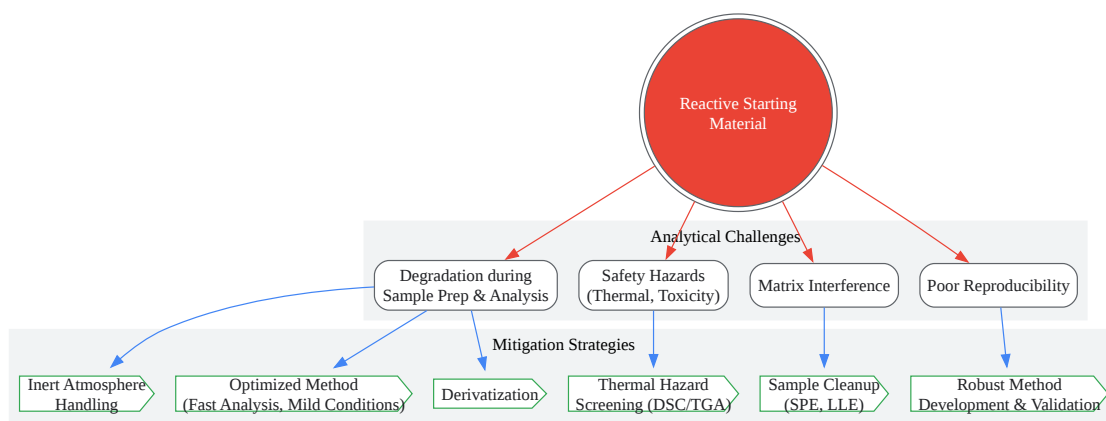 Reactive Starting
Material
Analytical Challenges
Degradation during
Sample Prep & Analysis
Safety Hazards
(Thermal, Toxicity)
Matrix Interference
Poor Reproducibility
Mitigation Strategies
Inert Atmosphere
Handling
Optimized Method
(Fast Analysis, Mild Conditions)
Derivatization
Thermal Hazard
Screening (DSC/TGA)
Sample Cleanup
(SPE, LLE)
Robust Method
Development & Validation